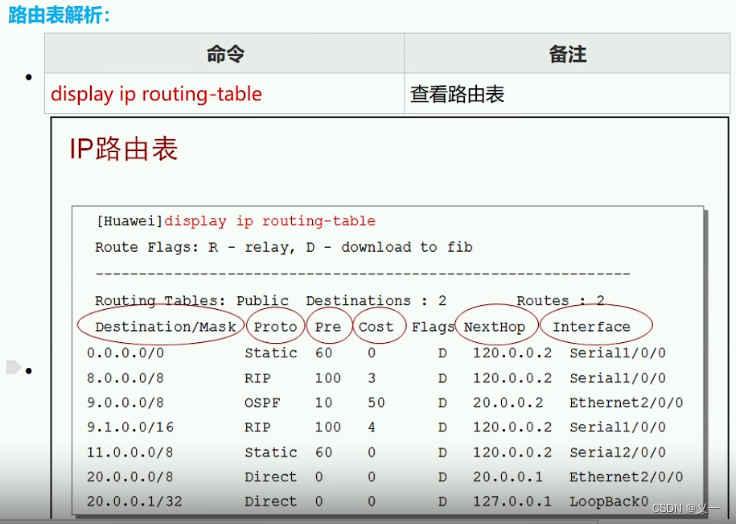 路由表解析：
命令 备注
display ip routing-table 查看路由表
IP路由表
[Huawei]display ip routing-table
Route Flags: R - relay, D - download to fib
------------------------------------------------------------
Routing Tables: Public Destinations : 2 Routes : 2
Destination/Mask Proto Pre Cost Flags NextHop Interface
0.0.0.0/0 Static 60 0 D 120.0.0.2 Serial1/0/0
8.0.0.0/8 RIP 100 3 D 120.0.0.2 Serial1/0/0
9.0.0.0/8 OSPF 10 50 D 20.0.0.2 Ethernet2/0/0
9.1.0.0/16 RIP 100 4 D 120.0.0.2 Serial1/0/0
11.0.0.0/8 Static 60 0 D 120.0.0.2 Serial2/0/0
20.0.0.0/8 Direct 0 0 D 20.0.0.1 Ethernet2/0/0
20.0.0.1/32 Direct 0 0 D 127.0.0.1 LoopBack0
CSDN @义一